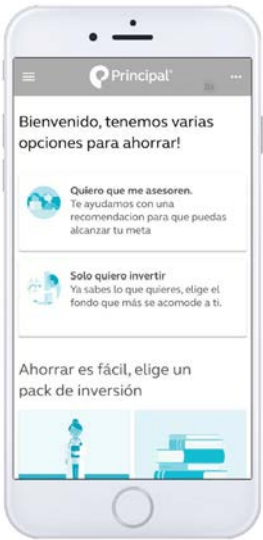 Principal®
Bienvenido, tenemos varias
opciones para ahorrar!
Quiero que me asesoren.
Te ayudamos con una
recomendacion para que puedas
alcanzar tu meta
Solo quiero invertir
Ya sabes lo que quieres, elige el
fondo que más se acomode a ti.
Ahorrar es fácil, elige un
pack de inversión